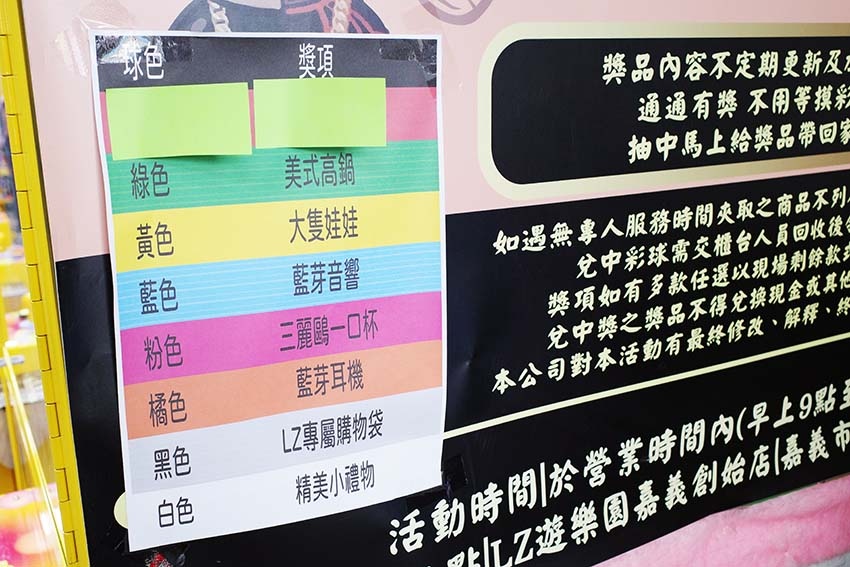 球色 獎項
綠色 美式高鍋
黃色 大隻娃娃
藍色 藍芽音響
粉色 三麗鷗一口杯
橘色 藍芽耳機
黑色 LZ專屬購物袋
白色 精美小禮物
獎品內容不定期更新及
通通有獎 不用等摸彩
抽中馬上給獎品帶回家
如遇無專人服務時間夾取之商品不列
兌中彩球需交櫃台人員回收後
獎項如有多款任選以現場剩餘款式
兌中獎之獎品不得兌換現金或其他
本公司對本活動有最終修改、解釋、終
活動時間|於營業時間內(早上9點至
點|LZ遊樂園嘉義創始店|嘉義市